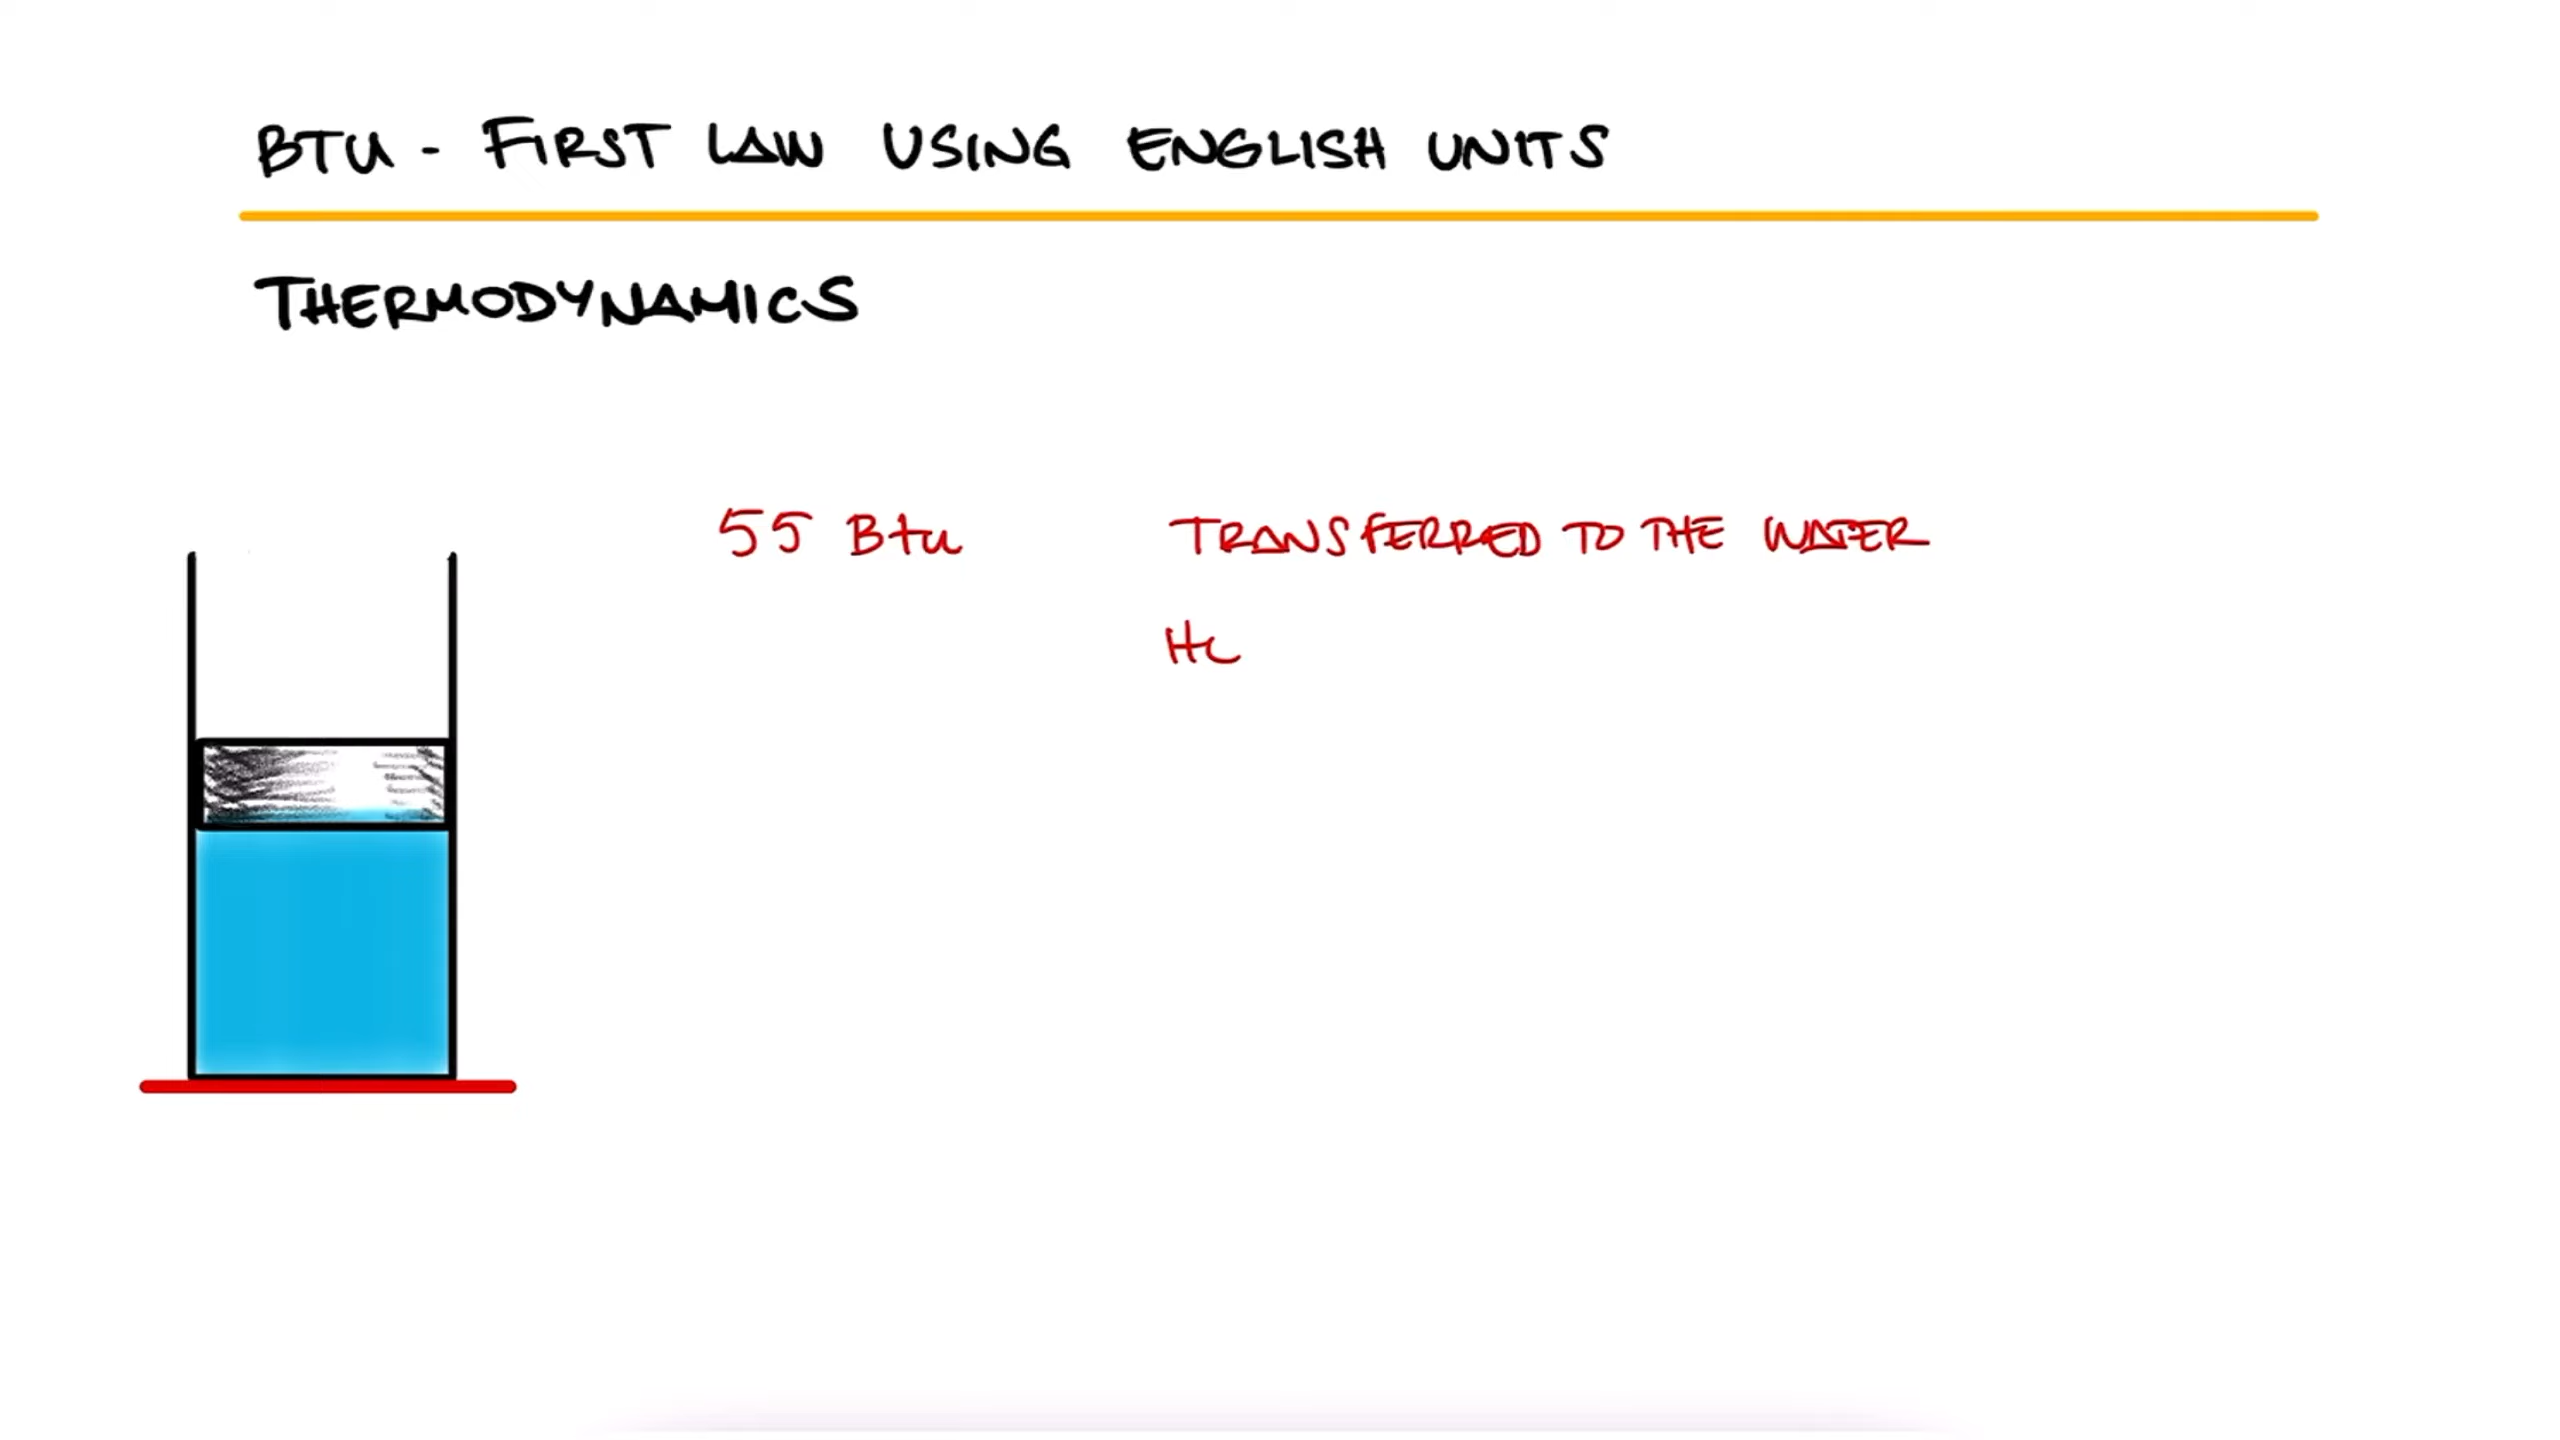 BTU - FIRST LAW USING ENGLISH UNITS
THERMODYNAMICS
55 Btu TRANSFERRED TO THE WATER